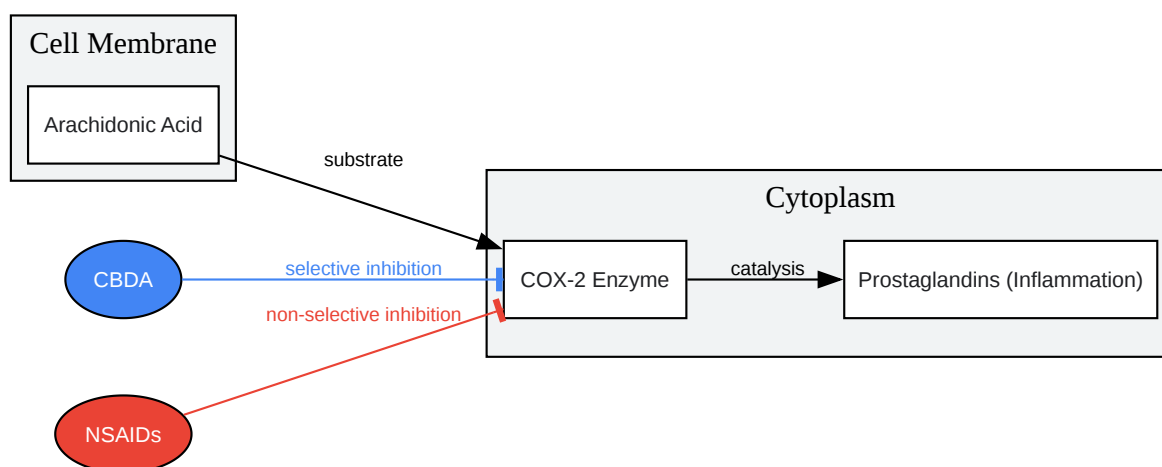 Cell Membrane
Arachidonic Acid
substrate
Cytoplasm
CBDA
selective inhibition
COX-2 Enzyme
catalysis
Prostaglandins (Inflammation)
non-selective inhibition
NSAIDs